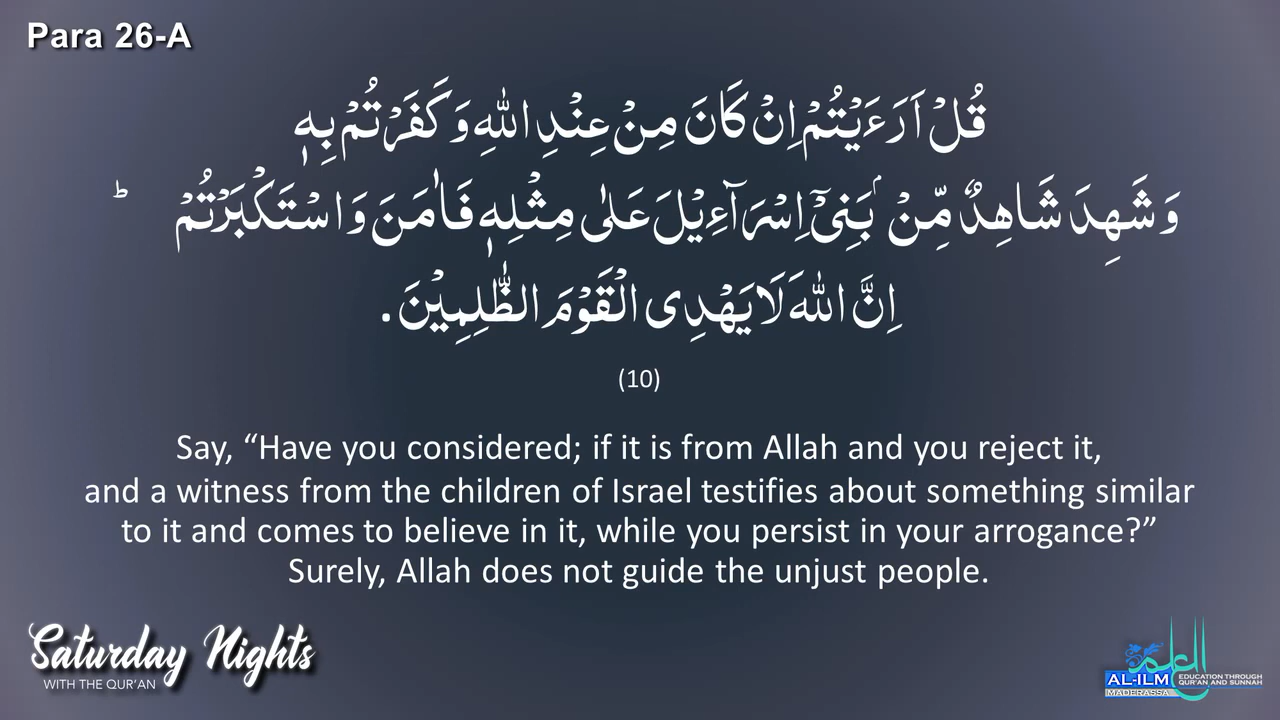 Para 26-A
قُلْ اَرَءَيْتُمْ اِنْ كَانَ مِنْ عِنْدِ اللّٰهِ وَكَفَرْتُمْ بِهٖ
وَشَهِدَ شَاهِدٌ مِّنْۢ بَنِىْٓ اِسْرَآءِيْلَ عَلٰى مِثْلِهٖ فَاٰمَنَ وَاسْتَكْبَرْتُمْ ؕ
اِنَّ اللّٰهَ لَا يَهْدِى الْقَوْمَ الظّٰلِمِيْنَ.
(10)
Say, “Have you considered; if it is from Allah and you reject it,
and a witness from the children of Israel testifies about something similar
to it and comes to believe in it, while you persist in your arrogance?”
Surely, Allah does not guide the unjust people.
Saturday Nights
WITH THE QUR'AN
العلم
AL-ILM
MADERASSA
EDUCATION THROUGH
QUR'AN AND SUNNAH